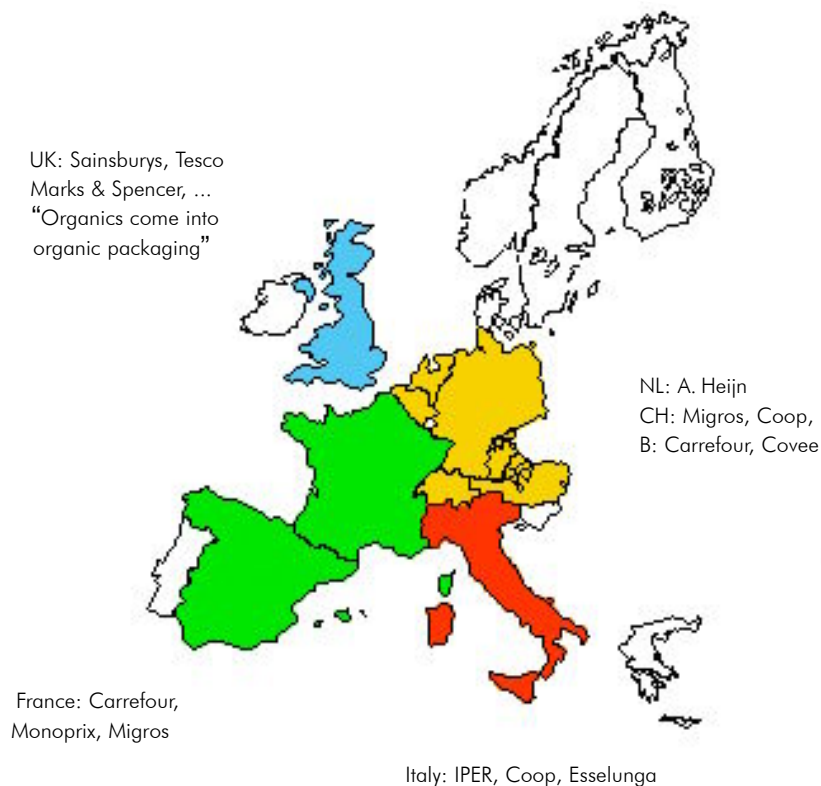 UK: Sainsburys, Tesco
Marks & Spencer, ...
“Organics come into
organic packaging”
NL: A. Heijn
CH: Migros, Coop,
B: Carrefour, Covee
France: Carrefour,
Monoprix, Migros
Italy: IPER, Coop, Esselunga